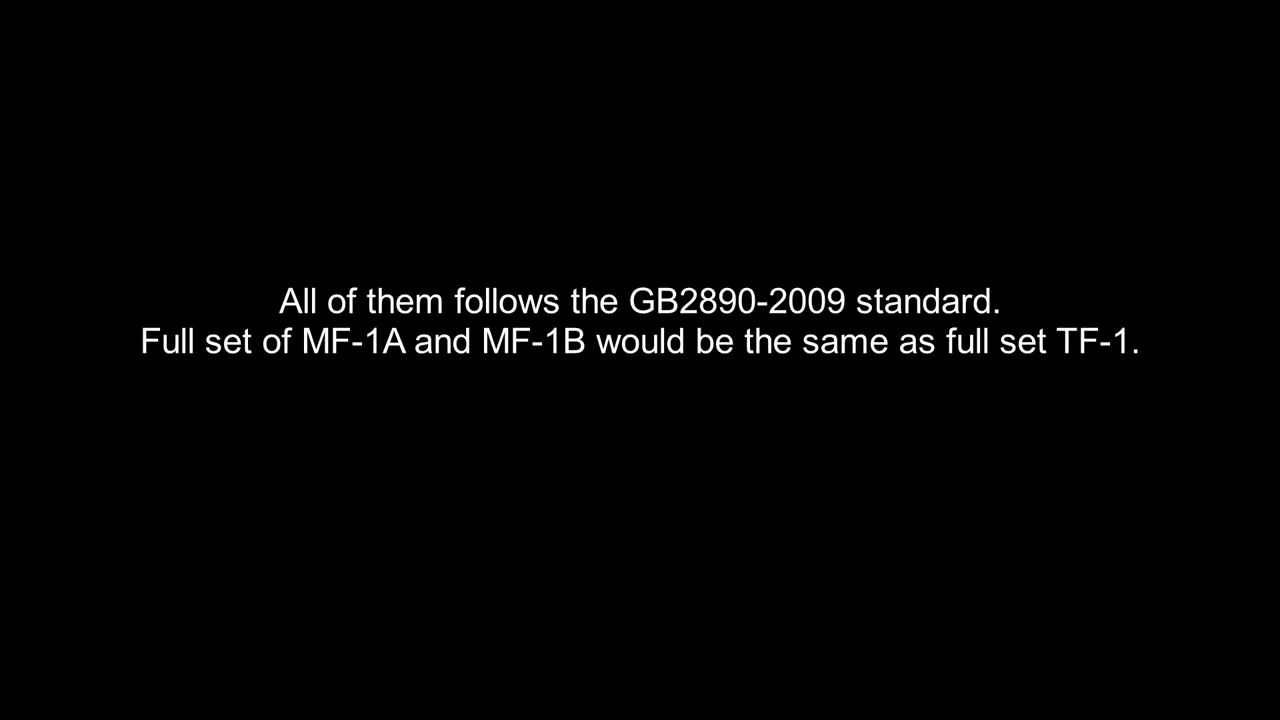 All of them follows the GB2890-2009 standard.
Full set of MF-1A and MF-1B would be the same as full set TF-1.